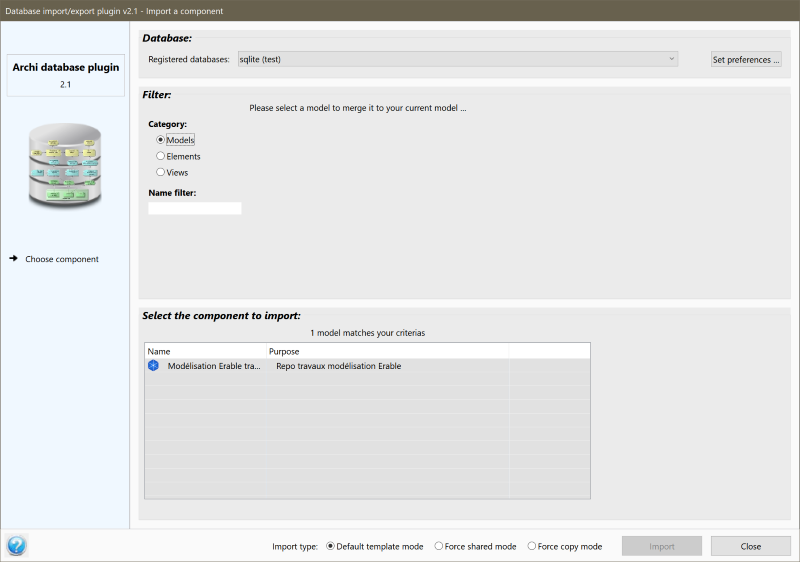 Database import/export plugin v2.1 - Import a component
Archi database plugin
2.1
Choose component
Database:
Registered databases: sqlite (test) Set preferences ...
Filter:
Please select a model to merge it to your current model ...
Category:
Models
Elements
Views
Name filter:
Select the component to import:
1 model matches your criterias
Name Purpose
Modélisation Erable tra... Repo travaux modélisation Erable
Import type: Default template mode Force shared mode Force copy mode Import Close